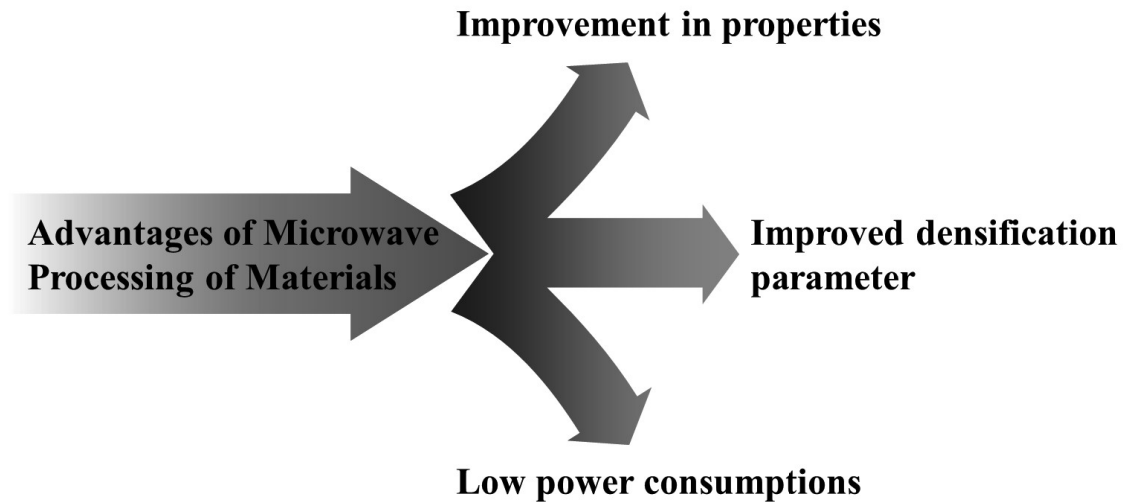 Improvement in properties
Advantages of Microwave
Processing of Materials
Improved densification
parameter
Low power consumptions